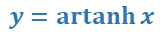 y = artanh x